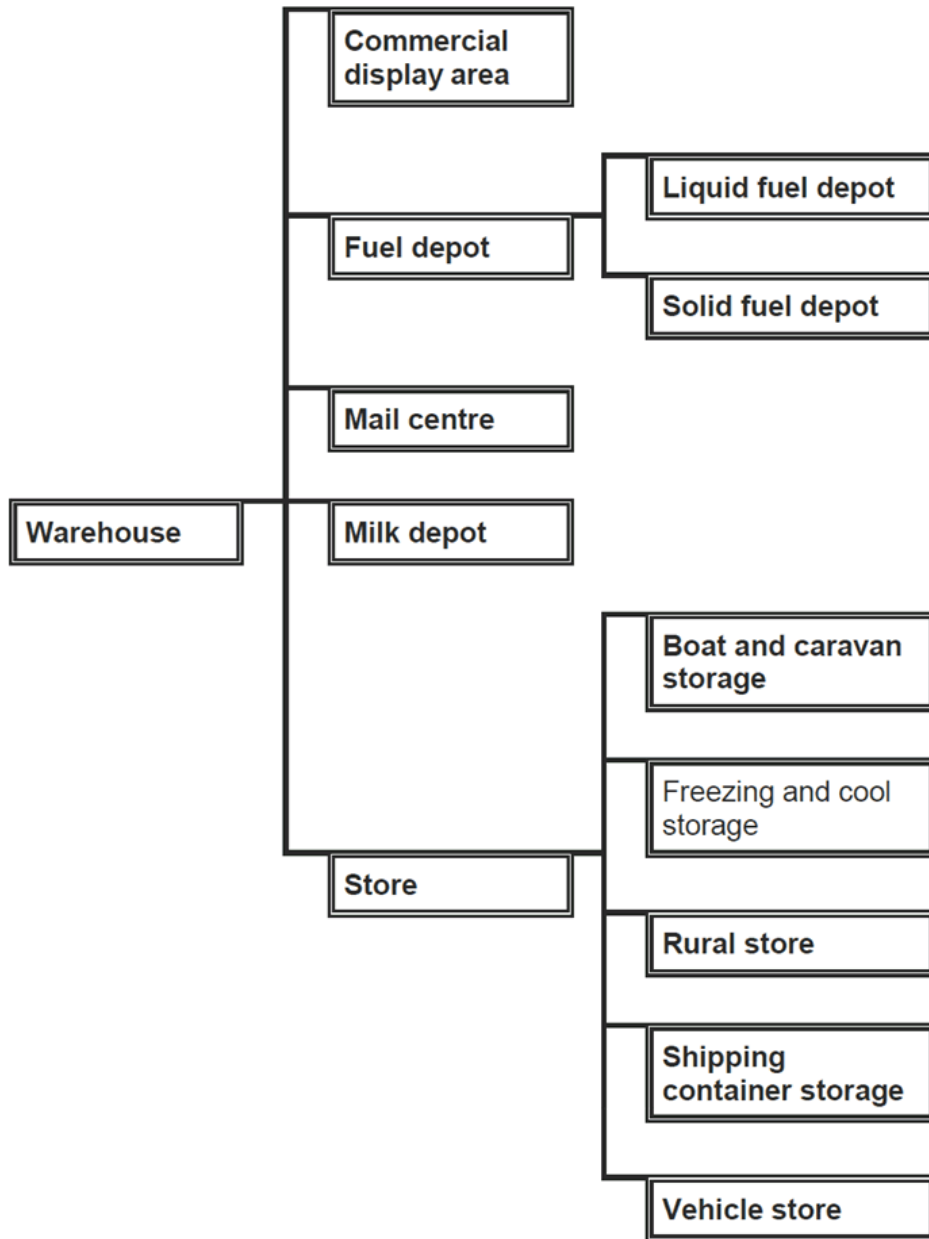 Commercial
display area
Liquid fuel depot
Fuel depot
Solid fuel depot
Mail centre
Warehouse
Milk depot
Boat and caravan
storage
Freezing and cool
storage
Store
Rural store
Shipping
container storage
Vehicle store